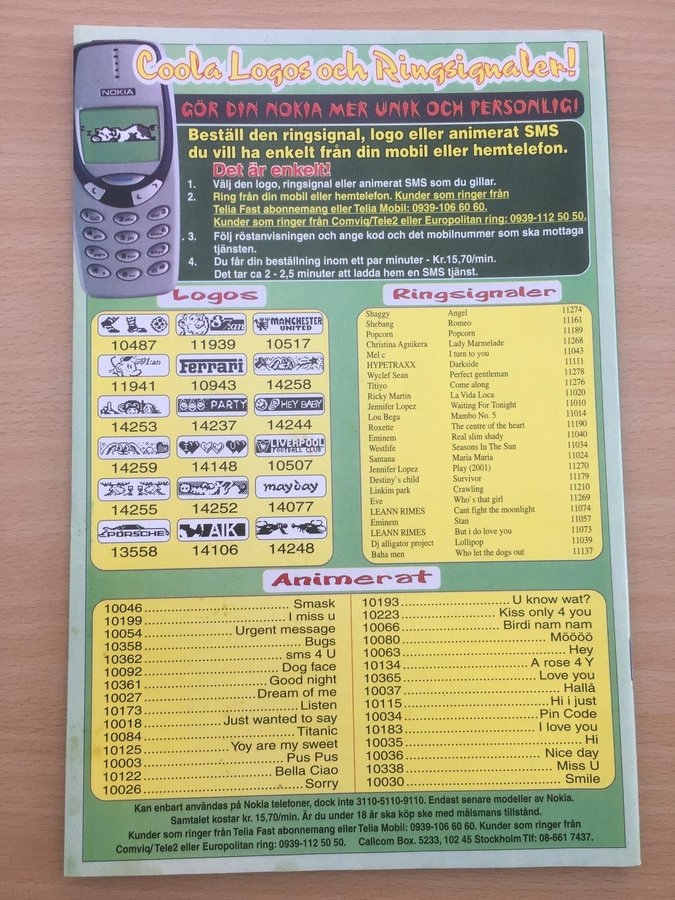 Coola Logos och Ringsignaler!
NOKIA
GÖR DIN NOKIA MER UNIK OCH PERSONLIG!
Beställ den ringsignal, logo eller animerat SMS
du vill ha enkelt från din mobil eller hemtelefon.
Det är enkelt!
1. Välj den logo, ringsignal eller animerat SMS som du gillar.
2. Ring från din mobil eller hemtelefon. Kunder som ringer från
Telia Fast abonnemang eller Telia Mobil: 0939-106 60 60.
Kunder som ringer från Comviq/Tele2 eller Europolitan ring: 0939-112 50 50.
3. Följ röstanvisningen och ange kod och det mobilnummer som ska mottaga
tjänsten.
4. Du får din beställning inom ett par minuter - Kr.15,70/min.
Det tar ca 2 - 2,5 minuter att ladda hem en SMS tjänst.
Logos
MANCHESTER
UNITED
10487 11939 10517
Ferrari
11941 10943 14258
PARTY HEY BABY
14253 14237 14244
LIVERPOOL
FOOTBALL CLUB
14259 14148 10507
mayday
14255 14252 14077
PORSCHE AIK
13558 14106 14248
Ringsignaler
Shaggy Angel 11274
Shebang Romeo 11161
Popcorn Popcorn 11189
Christina Aguikera Lady Marmelade 11268
Mel c I turn to you 11043
HYPETRAXX Darkside 11111
Wyclef Sean Perfect gentleman 11278
Titiyo Come along 11276
Ricky Martin La Vida Loca 11020
Jennifer Lopez Waiting For Tonight 11010
Lou Bega Mambo No. 5 11014
Roxette The centre of the heart 11190
Eminem Real slim shady 11040
Westlife Seasons In The Sun 11034
Santana Maria Maria 11024
Jennifer Lopez Play (2001) 11270
Destiny`s child Survivor 11179
Linkim park Crawling 11210
Eve Who`s that girl 11269
LEANN RIMES Cant fight the moonlight 11074
Eminem Stan 11057
LEANN RIMES But i do love you 11073
Dj alligator project Lollipop 11039
Baha men Who let the dogs out 11137
Animerat
10046 Smask
10199 I miss u
10054 Urgent message
10358 Bugs
10362 sms 4 U
10092 Dog face
10361 Good night
10027 Dream of me
10173 Listen
10018 Just wanted to say
10084 Titanic
10125 Yoy are my sweet
10003 Pus Pus
10122 Bella Ciao
10026 Sorry
10193 U know wat?
10223 Kiss only 4 you
10066 Birdi nam nam
10080 Möööö
10063 Hey
10134 A rose 4 Y
10365 Love you
10037 Hallå
10115 Hi i just
10034 Pin Code
10183 I love you
10035 Hi
10036 Nice day
10338 Miss U
10030 Smile
Kan enbart användas på Nokia telefoner, dock inte 3110-5110-9110. Endast senare modeller av Nokia.
Samtalet kostar kr. 15,70/min. Är du under 18 år ska köp ske med målsmans tillstånd.
Kunder som ringer från Telia Fast abonnemang eller Telia Mobil: 0939-106 60 60. Kunder som ringer från
Comviq/ Tele2 eller Europolitan ring: 0939-112 50 50. Callcom Box. 5233, 102 45 Stockholm Tlf: 08-661 7437.